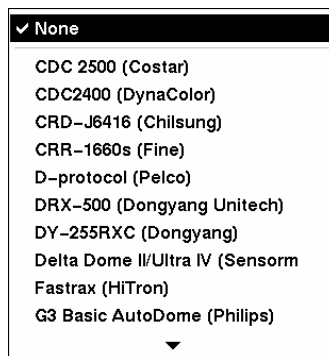 None
CDC 2500 (Costar)
CDC2400 (DynaColor)
CRD-J6416 (Chilsung)
CRR-1660s (Fine)
D-protocol (Pelco)
DRX-500 (Dongyang Unitech)
DY-255RXC (Dongyang)
Delta Dome II/Ultra IV (Sensorm
Fastrax (HiTron)
G3 Basic AutoDome (Philips)